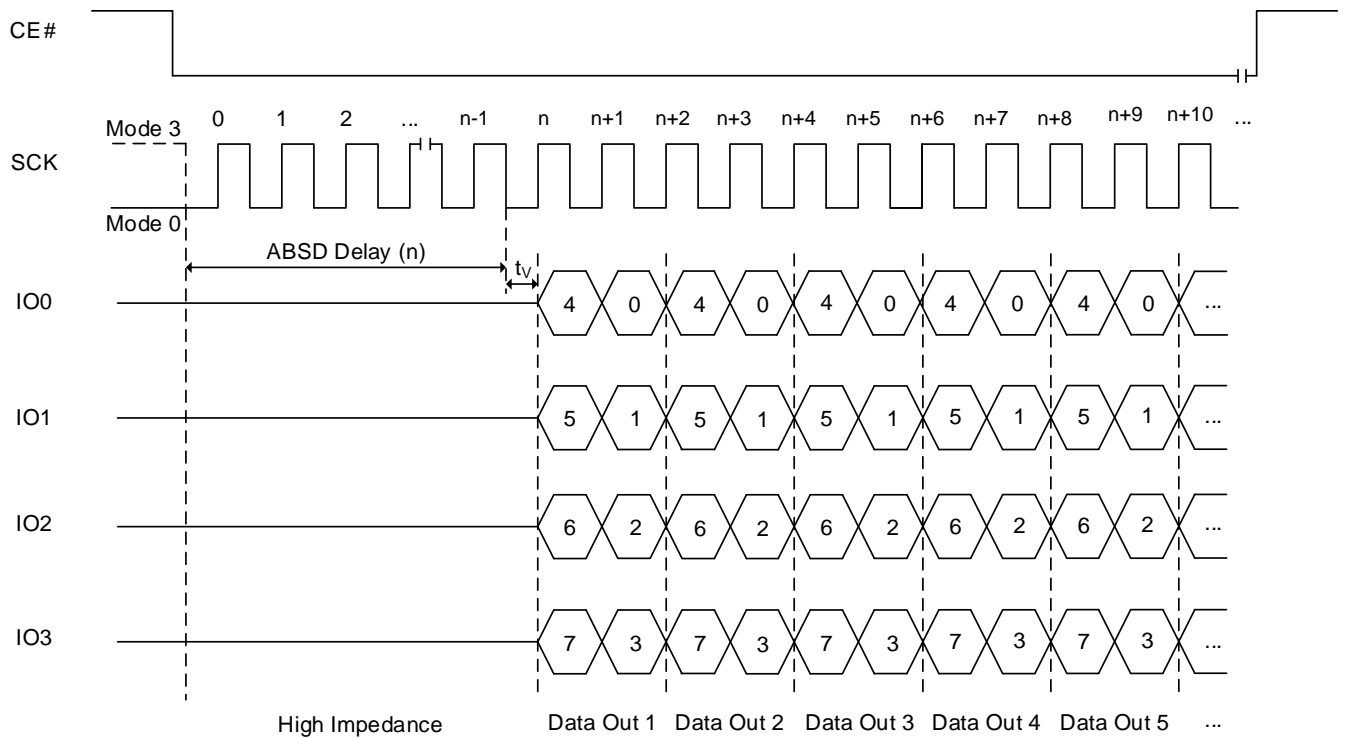 CE#
0 1 2 ... n-1 n n+1 n+2 n+3 n+4 n+5 n+6 n+7 n+8 n+9 n+10 ...
Mode 3
SCK
Mode 0
ABSD Delay (n)
tV
IO0 4 0 4 0 4 0 4 0 4 0 ...
IO1 5 1 5 1 5 1 5 1 5 1 ...
IO2 6 2 6 2 6 2 6 2 6 2 ...
IO3 7 3 7 3 7 3 7 3 7 3 ...
High Impedance Data Out 1 Data Out 2 Data Out 3 Data Out 4 Data Out 5 ...